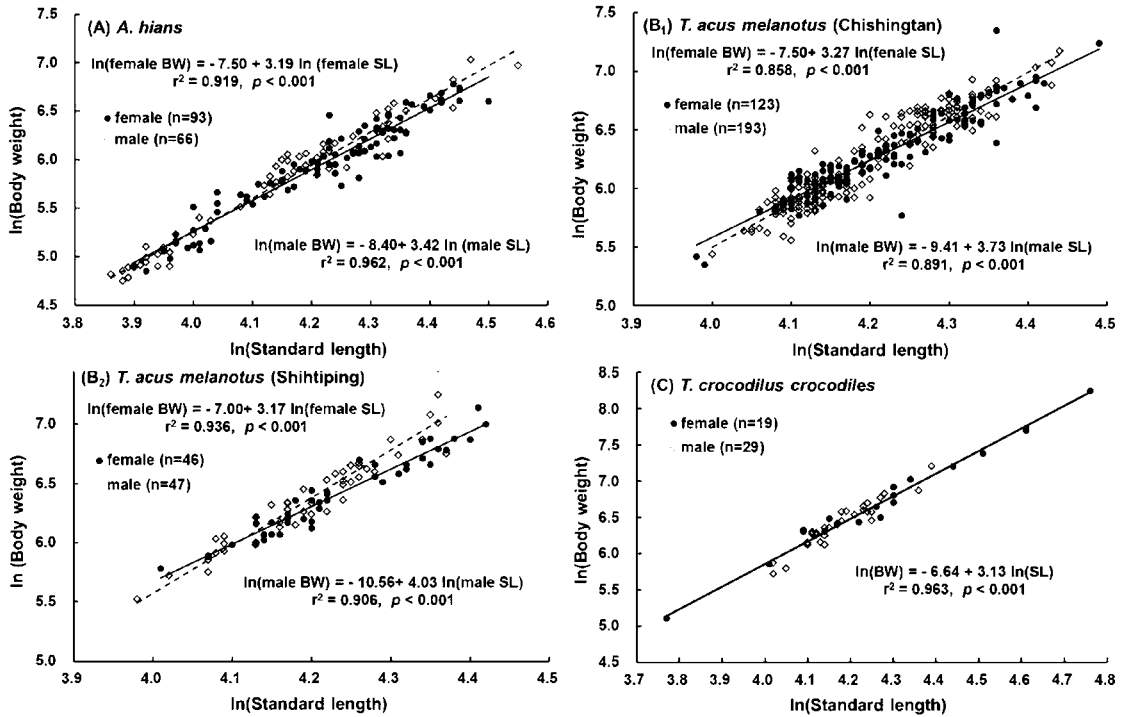 (A) A. hians
ln(female BW) = - 7.50 + 3.19 ln (female SL)
r² = 0.919, p < 0.001
female (n=93)
male (n=66)
ln(male BW) = - 8.40+ 3.42 ln (male SL)
r² = 0.962, p < 0.001
ln(Body weight)
7.5
7.0
6.5
6.0
5.5
5.0
4.5
3.8 3.9 4.0 4.1 4.2 4.3 4.4 4.5 4.6
ln(Standard length)
(B₁) T. acus melanotus (Chishingtan)
ln(female BW) = - 7.50+ 3.27 ln(fenale SL)
r² = 0.858, p < 0.001
female (n=123)
male (n=193)
ln(male BW) = - 9.41 + 3.73 ln(male SL)
r² = 0.891, p < 0.001
ln(Body weight)
7.5
7.0
6.5
6.0
5.5
5.0
3.9 4.0 4.1 4.2 4.3 4.4 4.5
ln(Standard length)
(B₂) T. acus melanotus (Shihtiping)
ln(female BW) = - 7.00+ 3.17 ln(female SL)
r² = 0.936, p < 0.001
female (n=46)
male (n=47)
ln(male BW) = - 10.56+ 4.03 ln(male SL)
r² = 0.906, p < 0.001
ln (Body weight)
7.0
6.5
6.0
5.5
5.0
3.9 4.0 4.1 4.2 4.3 4.4 4.5
ln(Standard length)
(C) T. crocodilus crocodiles
female (n=19)
male (n=29)
ln(BW) = - 6.64 + 3.13 ln(SL)
r² = 0.963, p < 0.001
ln(Body weight)
8.5
8.0
7.5
7.0
6.5
6.0
5.5
5.0
4.5
3.7 3.8 3.9 4.0 4.1 4.2 4.3 4.4 4.5 4.6 4.7 4.8
ln(Standard length)